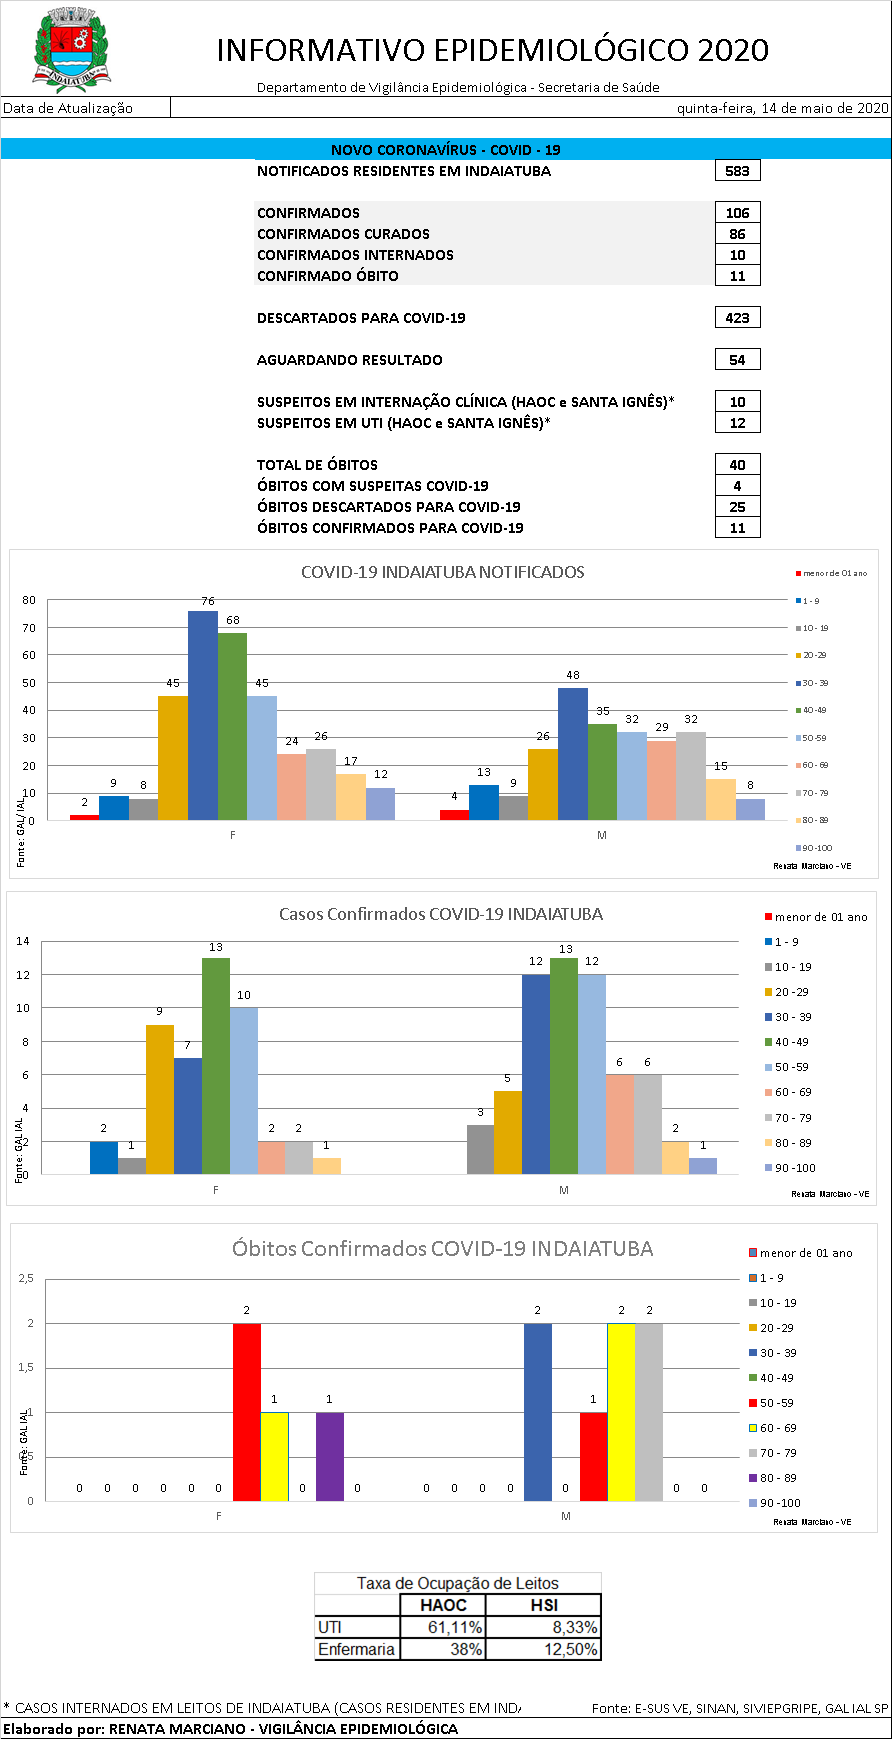 INDAIATUBA
INFORMATIVO EPIDEMIOLÓGICO 2020
Departamento de Vigilância Epidemiológica - Secretaria de Saúde
Data de Atualização quinta-feira, 14 de maio de 2020
NOVO CORONAVÍRUS - COVID - 19
NOTIFICADOS RESIDENTES EM INDAIATUBA 583
CONFIRMADOS 106
CONFIRMADOS CURADOS 86
CONFIRMADOS INTERNADOS 10
CONFIRMADO ÓBITO 11
DESCARTADOS PARA COVID-19 423
AGUARDANDO RESULTADO 54
SUSPEITOS EM INTERNAÇÃO CLÍNICA (HAOC e SANTA IGNÊS)* 10
SUSPEITOS EM UTI (HAOC e SANTA IGNÊS)* 12
TOTAL DE ÓBITOS 40
ÓBITOS COM SUSPEITAS COVID-19 4
ÓBITOS DESCARTADOS PARA COVID-19 25
ÓBITOS CONFIRMADOS PARA COVID-19 11
COVID-19 INDAIATUBA NOTIFICADOS
80
70
60
50
40
30
20
10
0
2 9 8 45 76 68 45 24 26 17 12
4 13 9 26 48 35 32 29 32 15 8
F M
menor de 01 ano
1 - 9
10 - 19
20 -29
30 - 39
40 -49
50 -59
60 - 69
70 - 79
80 - 89
90 -100
Fonte: GAL/ IAL
Renata Marciano - VE
Casos Confirmados COVID-19 INDAIATUBA
14
12
10
8
6
4
2
0
2 1 9 7 13 10 2 2 1
3 5 12 13 12 6 6 2 1
F M
menor de 01 ano
1 - 9
10 - 19
20 -29
30 - 39
40 -49
50 -59
60 - 69
70 - 79
80 - 89
90 -100
Fonte: GAL IAL
Renata Marciano - VE
Óbitos Confirmados COVID-19 INDAIATUBA
2,5
2
1,5
1
0,5
0
0 0 0 0 0 0 2 1 0 1 0
0 0 0 0 2 0 1 2 2 0 0
F M
menor de 01 ano
1 - 9
10 - 19
20 -29
30 - 39
40 -49
50 -59
60 - 69
70 - 79
80 - 89
90 -100
Fonte: GAL IAL
Renata Marciano - VE
Taxa de Ocupação de Leitos
HAOC HSI
UTI 61,11% 8,33%
Enfermaria 38% 12,50%
* CASOS INTERNADOS EM LEITOS DE INDAIATUBA (CASOS RESIDENTES EM IND Fonte: E-SUS VE, SINAN, SIVIEPGRIPE, GAL IAL SP
Elaborado por: RENATA MARCIANO - VIGILÂNCIA EPIDEMIOLÓGICA